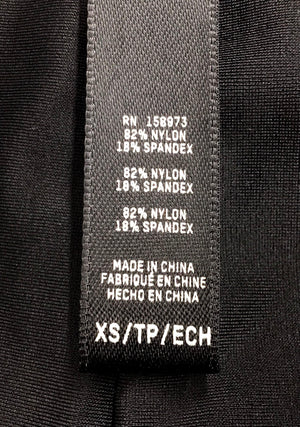 RN 158973
82% NYLON
18% SPANDEX
82% NYLON
18% SPANDEX
82% NYLON
18% SPANDEX
MADE IN CHINA
FABRIQUÉ EN CHINE
HECHO EN CHINA
XS/TP/ECH